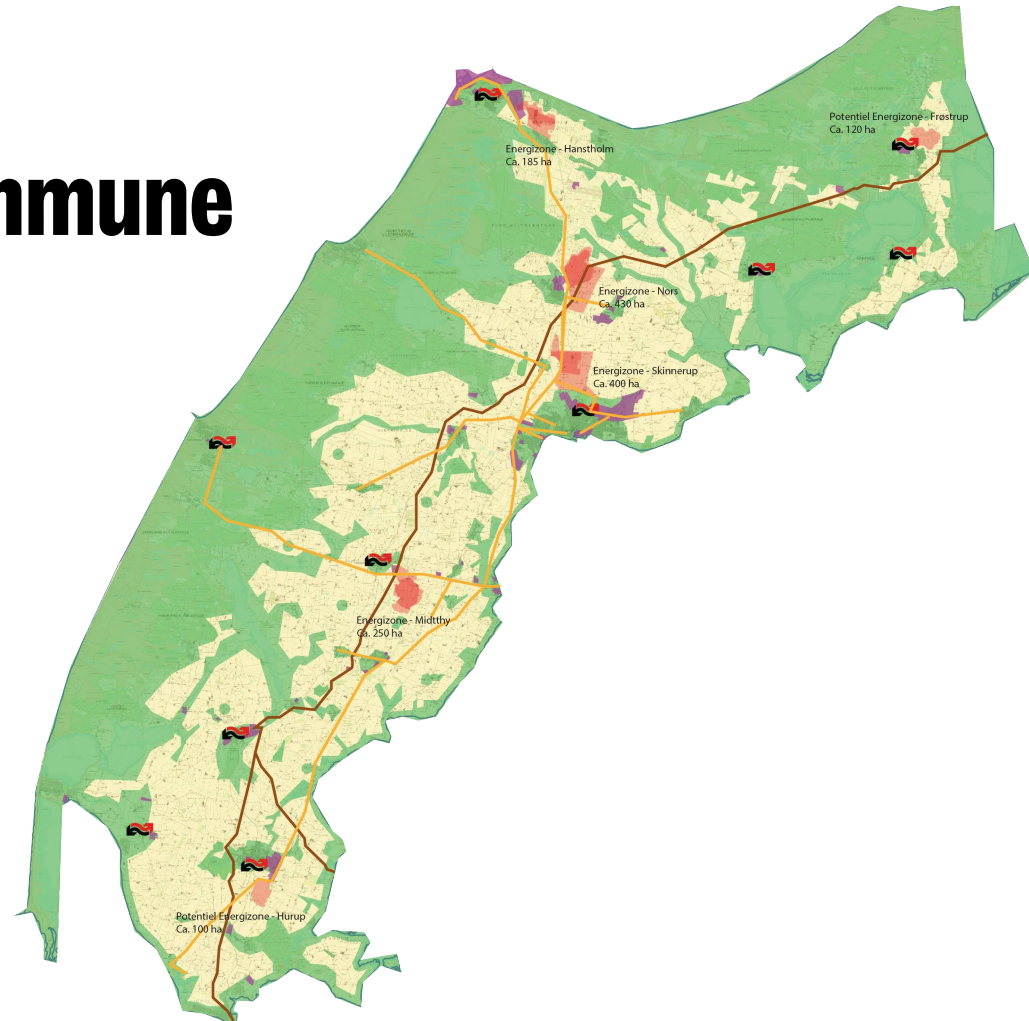 mmune
Potentiel Energizone - Frøstrup
Ca. 120 ha
Energizone - Hanstholm
Ca. 185 ha
Energizone - Nors
Ca. 430 ha
Energizone - Skinnerup
Ca. 400 ha
Energizone - Midtthy
Ca. 250 ha
Potentiel Energizone - Hurup
Ca. 100 ha